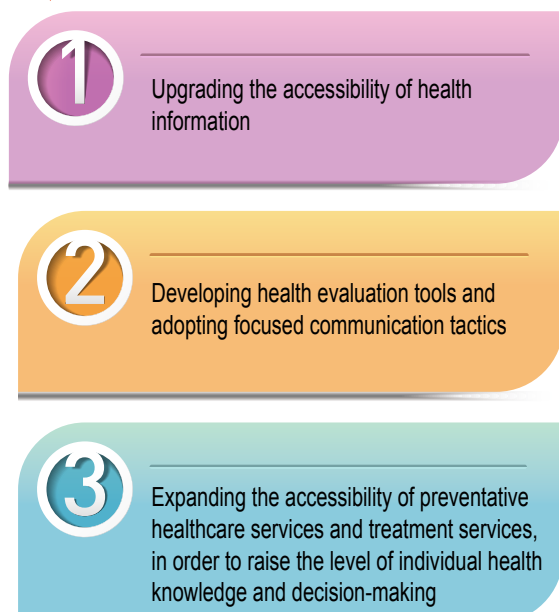 1
Upgrading the accessibility of health
information
2
Developing health evaluation tools and
adopting focused communication tactics
3
Expanding the accessibility of preventative
healthcare services and treatment services,
in order to raise the level of individual health
knowledge and decision-making